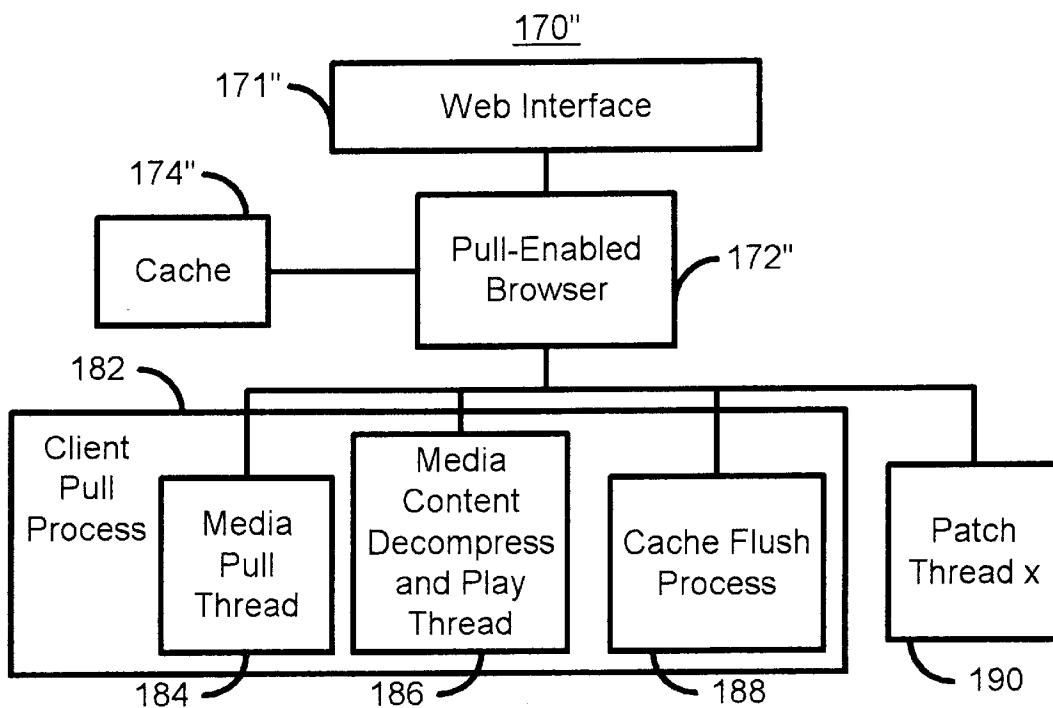 170"
171"
Web Interface
174"
Cache
Pull-Enabled
Browser
172"
182
Client
Pull
Process
Media
Pull
Thread
Media
Content
Decompress
and Play
Thread
Cache Flush
Process
Patch
Thread x
184
186
188
190